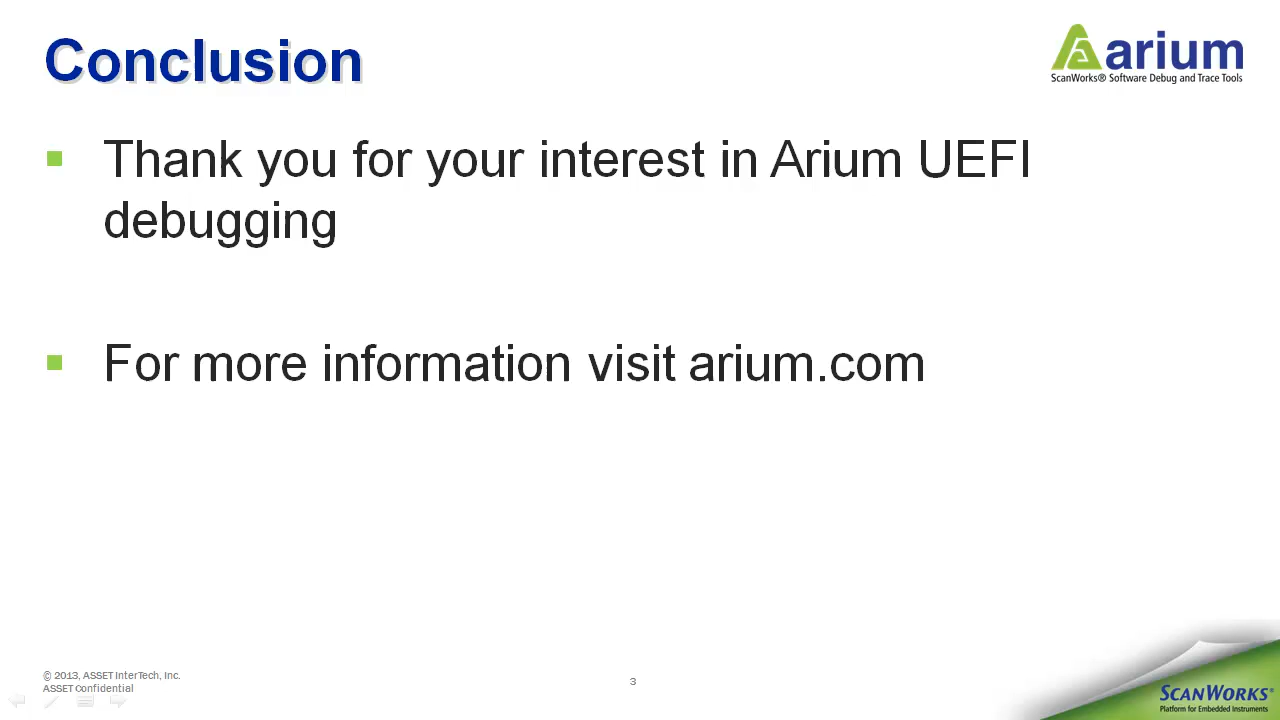 Conclusion
arium
ScanWorks® Software Debug and Trace Tools
Thank you for your interest in Arium UEFI
debugging
For more information visit arium.com
© 2013, ASSET InterTech, Inc.
ASSET Confidential
3
SCANWORKS®
Platform for Embedded Instruments